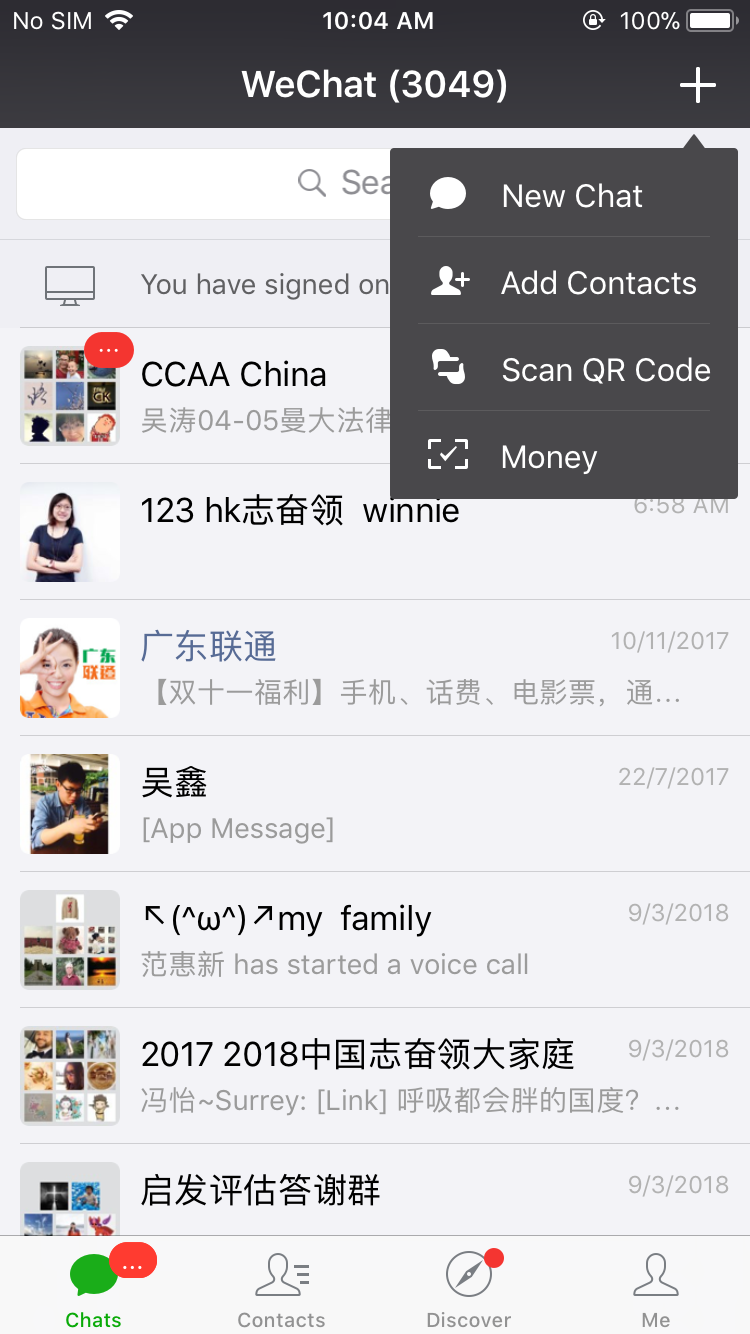 No SIM 10:04 AM 100%
WeChat (3049)
Sea
New Chat
Add Contacts
Scan QR Code
Money
You have signed on
CCAA China
吴涛04-05曼大法律
123 hk志奋领 winnie 6:58 AM
广东联通 10/11/2017
广东
联通
【双十一福利】手机、话费、电影票，通...
吴鑫 22/7/2017
[App Message]
↖(^ω^)↗my family 9/3/2018
范惠新 has started a voice call
2017 2018中国志奋领大家庭 9/3/2018
冯怡~Surrey: [Link] 呼吸都会胖的国度？...
启发评估答谢群 9/3/2018
Chats Contacts Discover Me